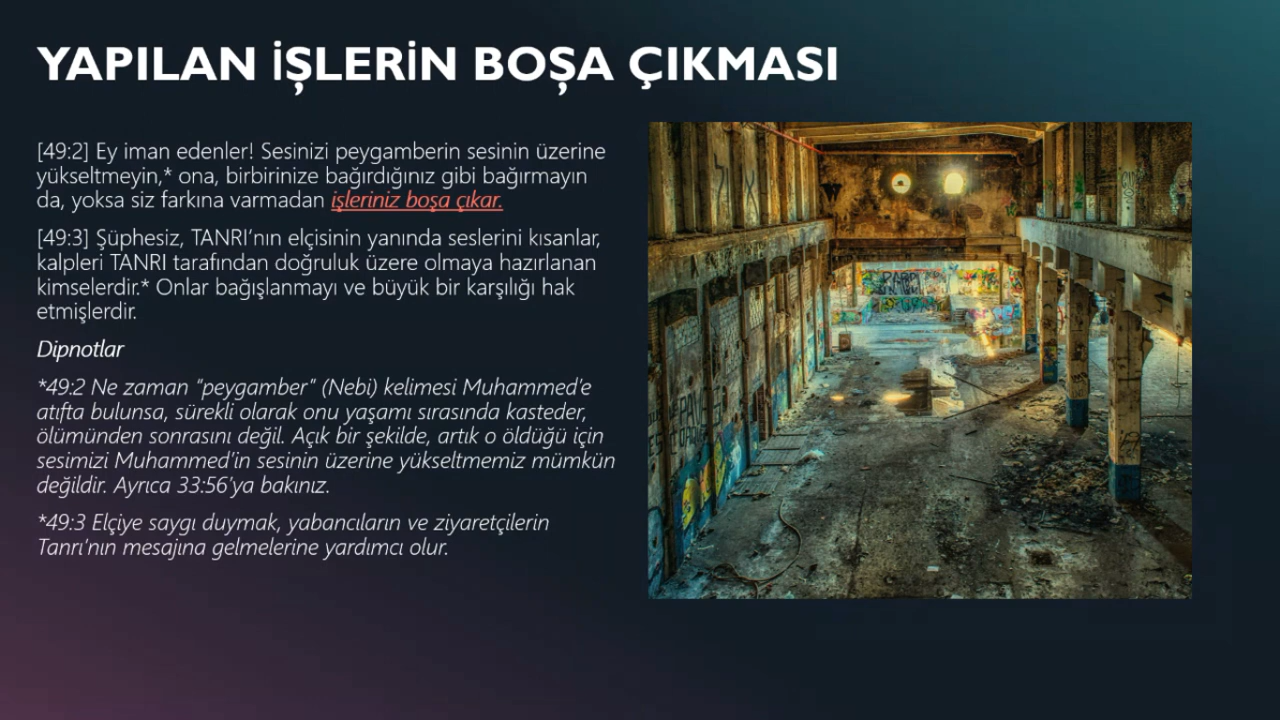 YAPILAN İŞLERİN BOŞA ÇIKMASI
[49:2] Ey iman edenler! Sesinizi peygamberin sesinin üzerine
yükseltmeyin,* ona, birbirinize bağırdığınız gibi bağırmayın
da, yoksa siz farkına varmadan işleriniz boşa çıkar.
[49:3] Şüphesiz, TANRI’nın elçisinin yanında seslerini kısanlar,
kalpleri TANRI tarafından doğruluk üzere olmaya hazırlanan
kimselerdir.* Onlar bağışlanmayı ve büyük bir karşılığı hak
etmişlerdir.
Dipnotlar
*49:2 Ne zaman “peygamber” (Nebi) kelimesi Muhammed’e
atıfta bulunsa, sürekli olarak onu yaşamı sırasında kasteder,
ölümünden sonrasını değil. Açık bir şekilde, artık o öldüğü için
sesimizi Muhammed’in sesinin üzerine yükseltmemiz mümkün
değildir. Ayrıca 33:56’ya bakınız.
*49:3 Elçiye saygı duymak, yabancıların ve ziyaretçilerin
Tanrı’nın mesajına gelmelerine yardımcı olur.